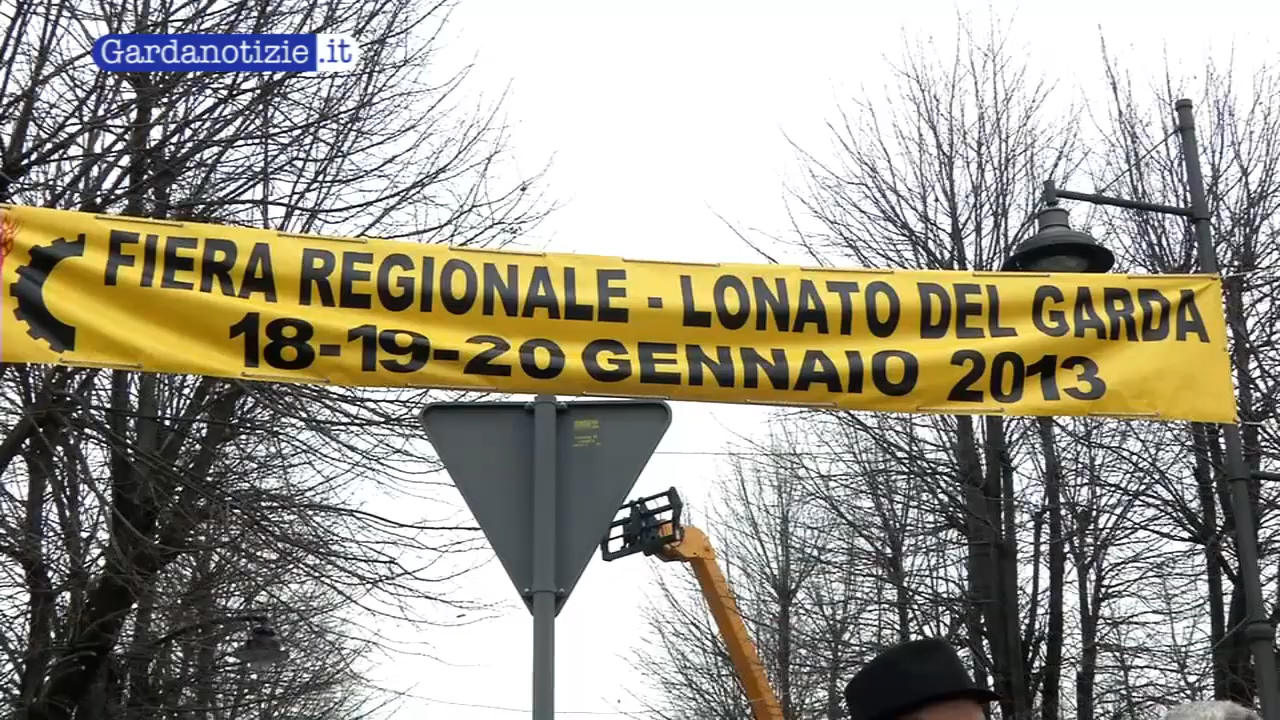 Gardanotizie.it
FIERA REGIONALE - LONATO DEL GARDA
18-19-20 GENNAIO 2013